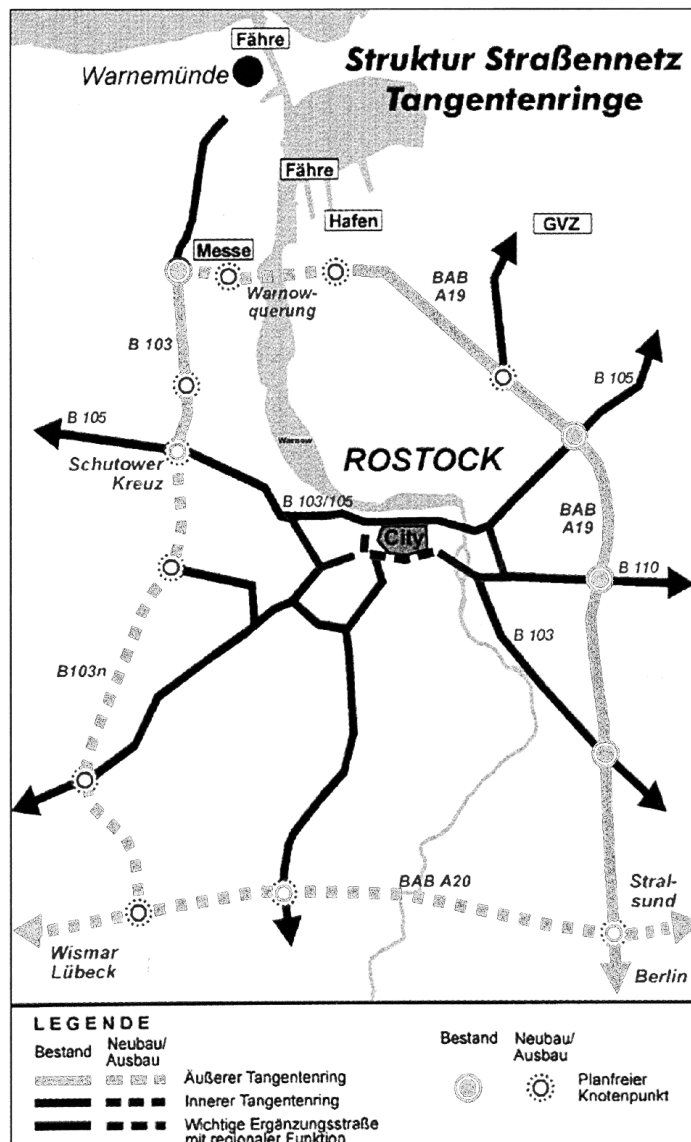 Fähre
Struktur Straßennetz
Tangentenringe
Warnemünde
Fähre
Hafen
GVZ
Messe
BAB
A19
Warnow-
querung
B 103
B 105
B 105
Schutower
Kreuz
Warnow
ROSTOCK
B 103/105
BAB
A19
City
B 110
B 103
B103n
BAB A20
Stral-
sund
Wismar
Lübeck
Berlin
LEGENDE
Bestand
Neubau/
Ausbau
Äußerer Tangentenring
Innerer Tangentenring
Wichtige Ergänzungsstraße
mit regionaler Funktion
Bestand
Neubau/
Ausbau
Planfreier
Knotenpunkt